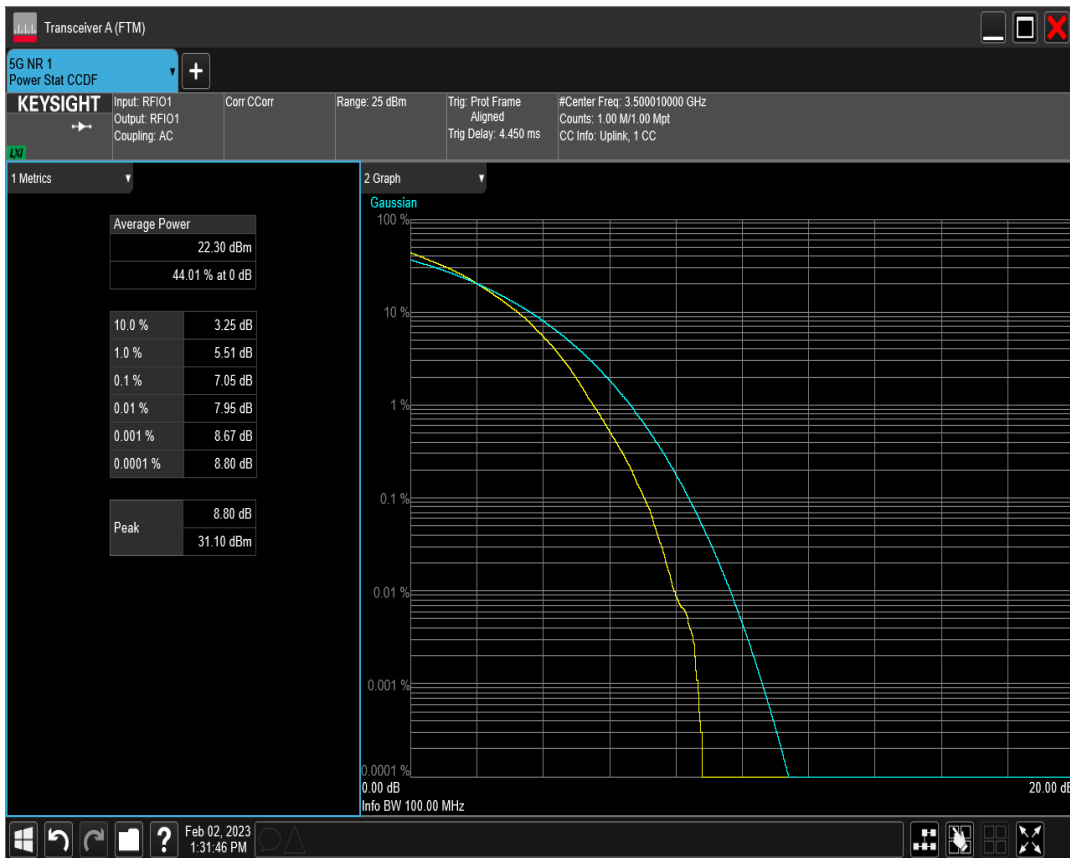 Transceiver A (FTM)
5G NR 1
Power Stat CCDF
+
KEYSIGHT
LXI
Input: RFIO1
Output: RFIO1
Coupling: AC
Corr CCorr
Range: 25 dBm
Trig: Prot Frame
Aligned
Trig Delay: 4.450 ms
#Center Freq: 3.500010000 GHz
Counts: 1.00 M/1.00 Mpt
CC Info: Uplink, 1 CC
1 Metrics
Average Power
22.30 dBm
44.01 % at 0 dB
10.0 % 3.25 dB
1.0 % 5.51 dB
0.1 % 7.05 dB
0.01 % 7.95 dB
0.001 % 8.67 dB
0.0001 % 8.80 dB
Peak
8.80 dB
31.10 dBm
2 Graph
Gaussian
100 %
10 %
1 %
0.1 %
0.01 %
0.001 %
0.0001 %
0.00 dB 20.00 dB
Info BW 100.00 MHz
?
Feb 02, 2023
1:31:46 PM